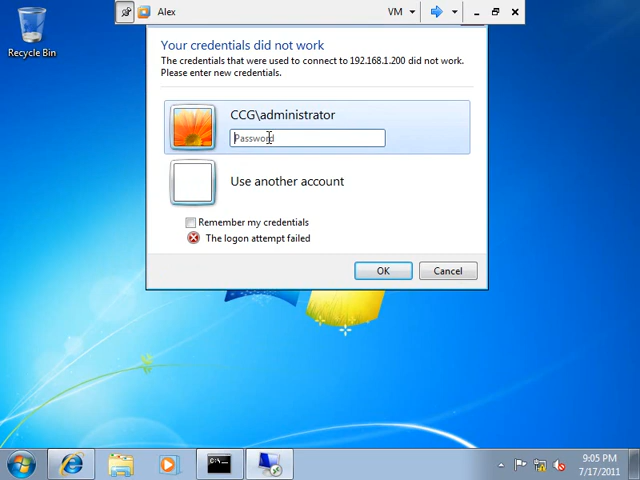 Alex
VM
Recycle Bin
Your credentials did not work
The credentials that were used to connect to 192.168.1.200 did not work.
Please enter new credentials.
CCG\administrator
Password
Use another account
Remember my credentials
The logon attempt failed
OK
Cancel
9:05 PM
7/17/2011